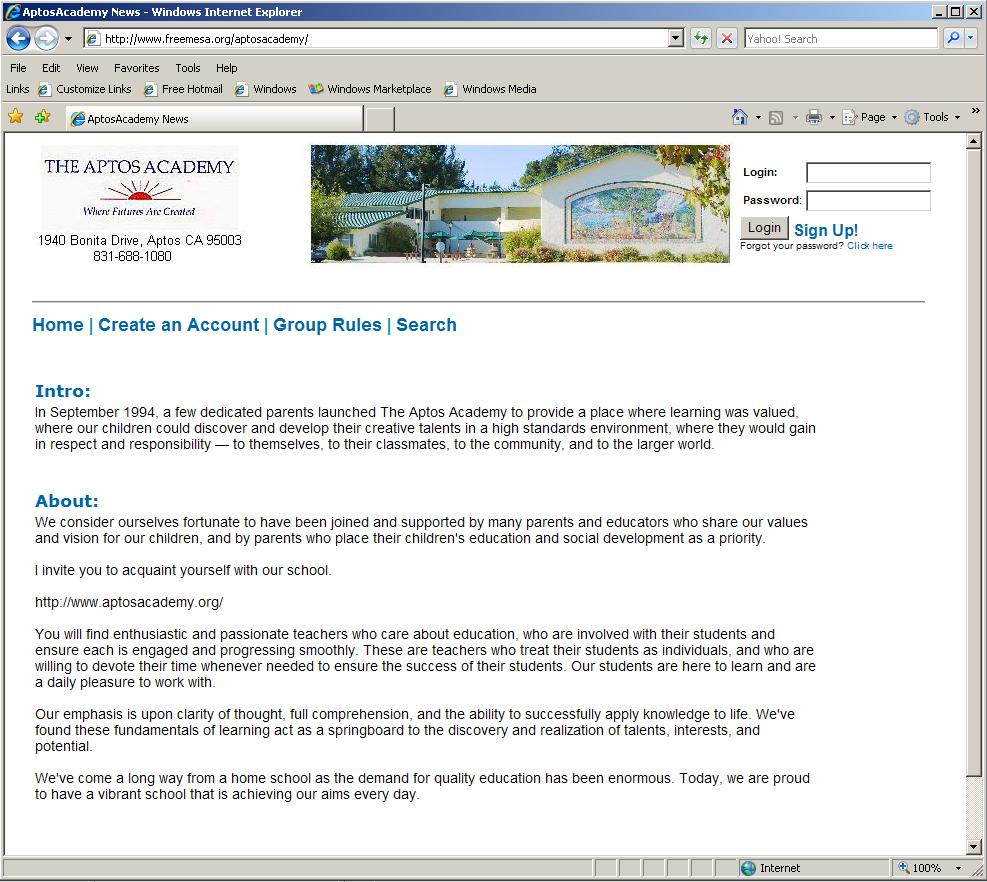 AptosAcademy News - Windows Internet Explorer
http://www.freemesa.org/aptosacademy/
Yahoo! Search
File Edit View Favorites Tools Help
Links Customize Links Free Hotmail Windows Windows Marketplace Windows Media
AptosAcademy News
Page Tools
THE APTOS ACADEMY
Where Futures Are Created
1940 Bonita Drive, Aptos CA 95003
831-688-1080
Login:
Password:
Login Sign Up!
Forgot your password? Click here
Home | Create an Account | Group Rules | Search
Intro:
In September 1994, a few dedicated parents launched The Aptos Academy to provide a place where learning was valued,
where our children could discover and develop their creative talents in a high standards environment, where they would gain
in respect and responsibility — to themselves, to their classmates, to the community, and to the larger world.
About:
We consider ourselves fortunate to have been joined and supported by many parents and educators who share our values
and vision for our children, and by parents who place their children's education and social development as a priority.
I invite you to acquaint yourself with our school.
http://www.aptosacademy.org/
You will find enthusiastic and passionate teachers who care about education, who are involved with their students and
ensure each is engaged and progressing smoothly. These are teachers who treat their students as individuals, and who are
willing to devote their time whenever needed to ensure the success of their students. Our students are here to learn and are
a daily pleasure to work with.
Our emphasis is upon clarity of thought, full comprehension, and the ability to successfully apply knowledge to life. We've
found these fundamentals of learning act as a springboard to the discovery and realization of talents, interests, and
potential.
We've come a long way from a home school as the demand for quality education has been enormous. Today, we are proud
to have a vibrant school that is achieving our aims every day.
Internet
100%